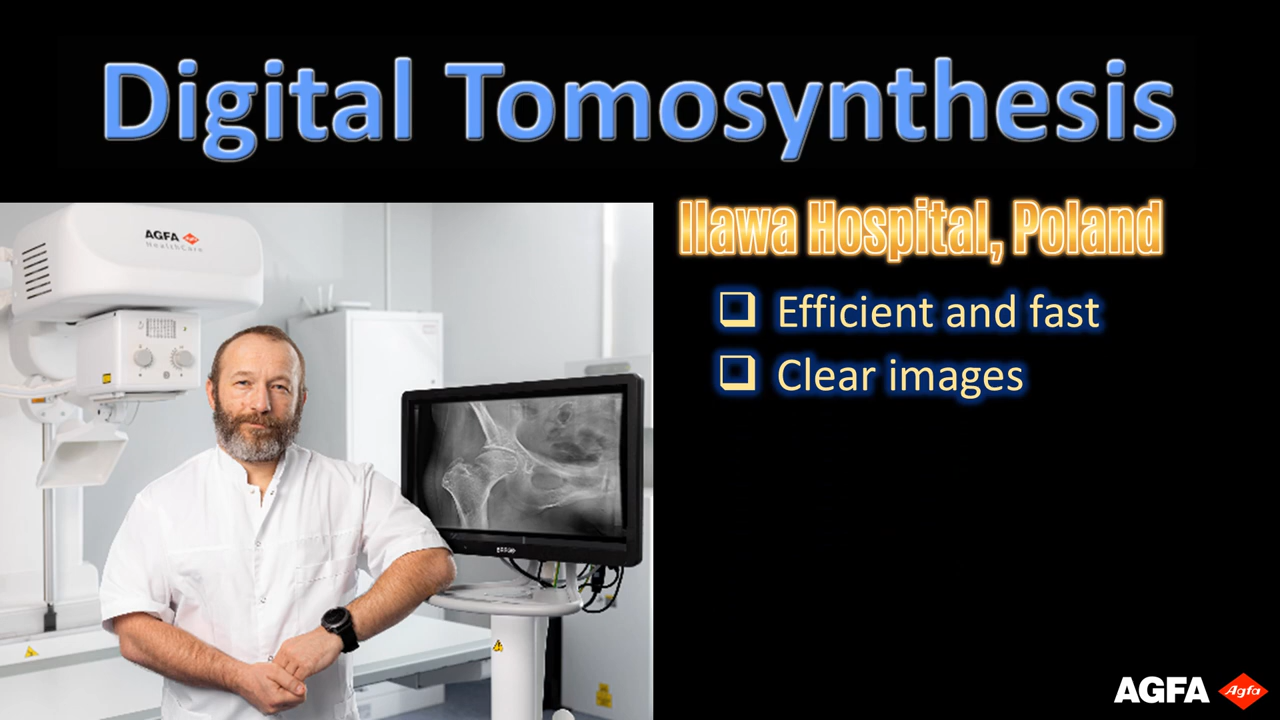 Digital Tomosynthesis
Ilawa Hospital, Poland
Efficient and fast
Clear images
AGFA
HealthCare
AGFA Agfa